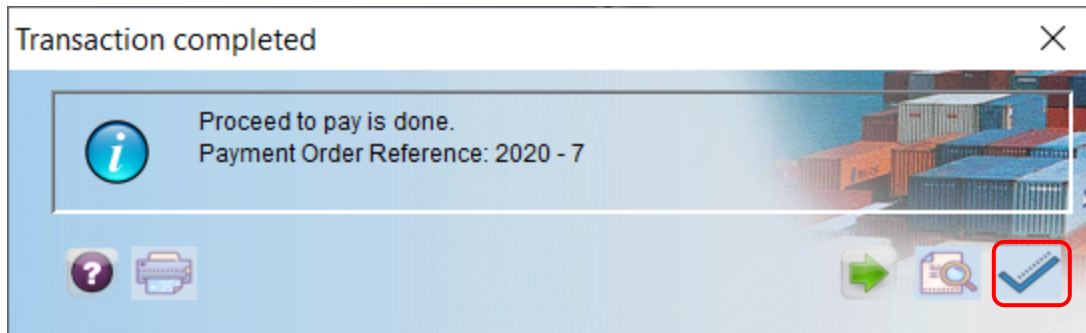 Transaction completed
Proceed to pay is done.
Payment Order Reference: 2020 - 7